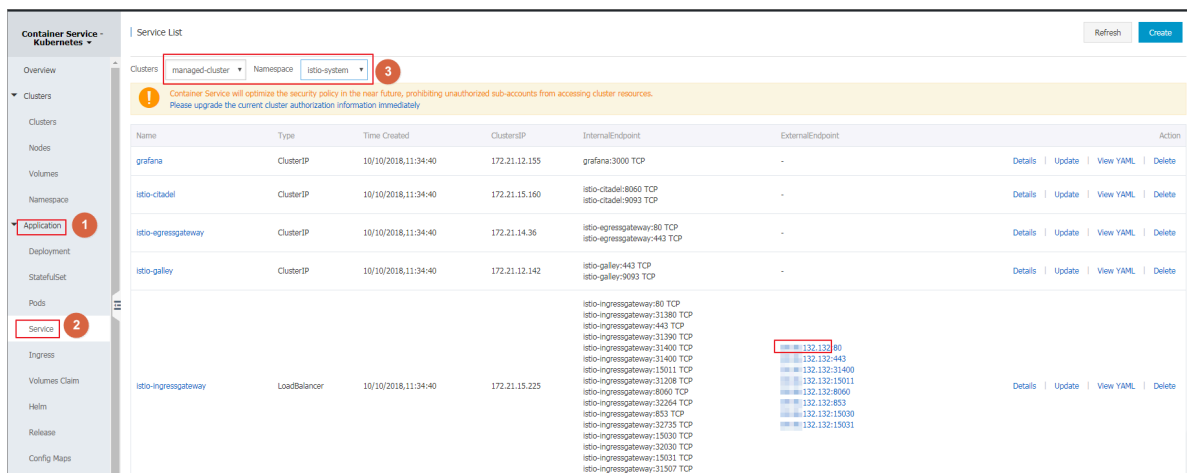 Container Service - Kubernetes
Overview
Clusters
Clusters
Nodes
Volumes
Namespace
Application
1
Deployment
StatefulSet
Pods
Service
2
Ingress
Volumes Claim
Helm
Release
Config Maps
Service List
Refresh
Create
Clusters
managed-cluster
Namespace
istio-system
3
Container Service will optimize the security policy in the near future, prohibiting unauthorized sub-accounts from accessing cluster resources.
Please upgrade the current cluster authorization information immediately
Name Type Time Created ClustersIP InternalEndpoint ExternalEndpoint Action
grafana ClusterIP 10/10/2018,11:34:40 172.21.12.155 grafana:3000 TCP - Details | Update | View YAML | Delete
istio-citadel ClusterIP 10/10/2018,11:34:40 172.21.15.160 istio-citadel:8060 TCP
istio-citadel:9093 TCP
- Details | Update | View YAML | Delete
istio-egressgateway ClusterIP 10/10/2018,11:34:40 172.21.14.36 istio-egressgateway:80 TCP
istio-egressgateway:443 TCP
- Details | Update | View YAML | Delete
istio-galley ClusterIP 10/10/2018,11:34:40 172.21.12.142 istio-galley:443 TCP
istio-galley:9093 TCP
- Details | Update | View YAML | Delete
istio-ingressgateway LoadBalancer 10/10/2018,11:34:40 172.21.15.225
istio-ingressgateway:80 TCP
istio-ingressgateway:31380 TCP
istio-ingressgateway:443 TCP
istio-ingressgateway:31390 TCP
istio-ingressgateway:31400 TCP
istio-ingressgateway:31400 TCP
istio-ingressgateway:15011 TCP
istio-ingressgateway:31208 TCP
istio-ingressgateway:8060 TCP
istio-ingressgateway:32264 TCP
istio-ingressgateway:853 TCP
istio-ingressgateway:32735 TCP
istio-ingressgateway:15030 TCP
istio-ingressgateway:32030 TCP
istio-ingressgateway:15031 TCP
istio-ingressgateway:31507 TCP
132.132:80
132.132:443
132.132:31400
132.132:15011
132.132:8060
132.132:853
132.132:15030
132.132:15031
Details | Update | View YAML | Delete